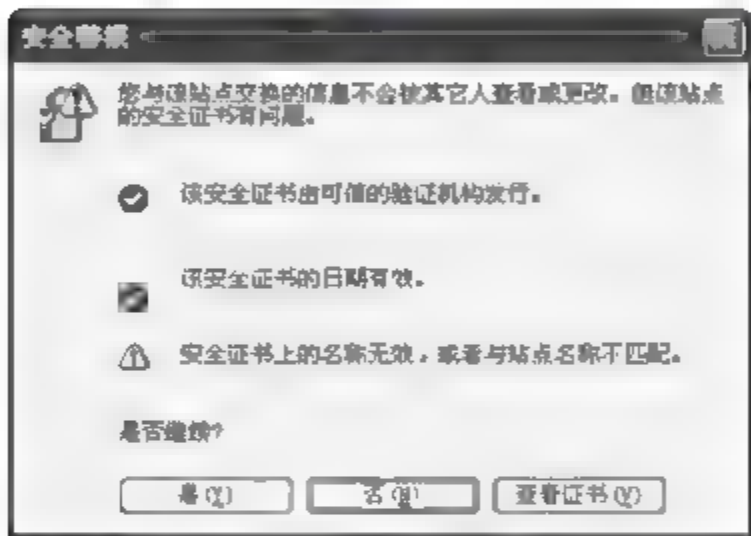 安全警报
您与该站点交换的信息不会被其它人查看或更改。但该站点
的安全证书有问题。
该安全证书由可信的验证机构发行。
该安全证书的日期有效。
安全证书上的名称无效，或者与站点名称不匹配。
是否继续?
是(Y)
否(N)
查看证书(V)